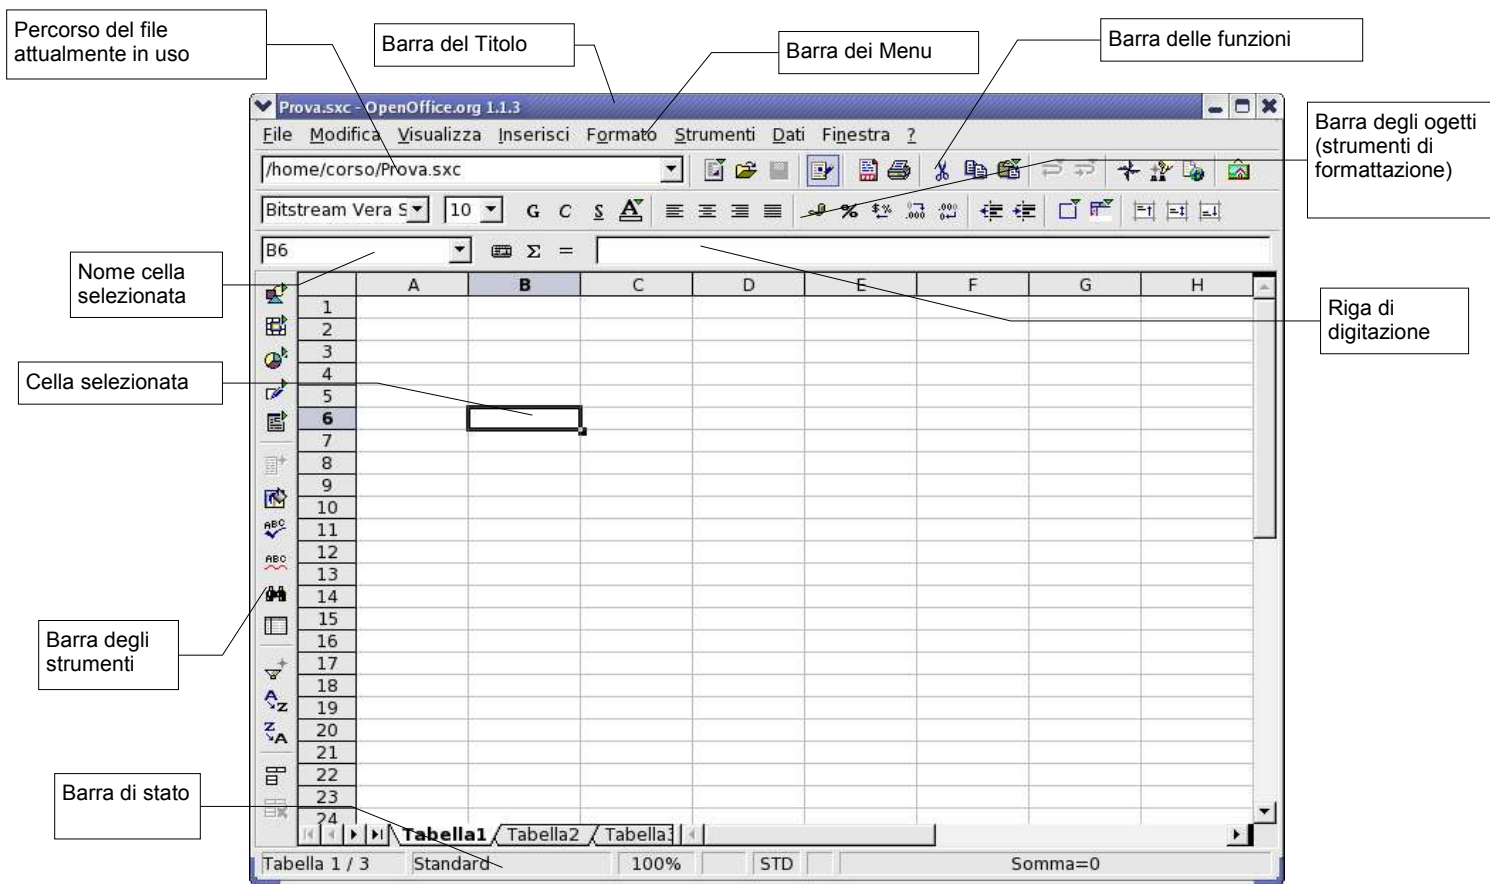 Percorso del file
attualmente in uso
Barra del Titolo
Barra dei Menu
Barra delle funzioni
Prova.sxc - OpenOffice.org 1.1.3
File Modifica Visualizza Inserisci Formato Strumenti Dati Finestra ?
Barra degli ogetti
(strumenti di
formattazione)
/home/corso/Prova.sxc
Bitstream Vera S 10 G C S A
B6 Σ =
Nome cella
selezionata
A B C D E F G H
Riga di
digitazione
1
2
3
4
Cella selezionata
5
6
7
8
9
10
ABC
11
12
ABC
13
14
15
Barra degli
strumenti
16
17
18
A
Z
19
Z
A
20
21
22
Barra di stato
23
24
Tabella1 Tabella2 Tabella3
Tabella 1 / 3 Standard 100% STD Somma=0